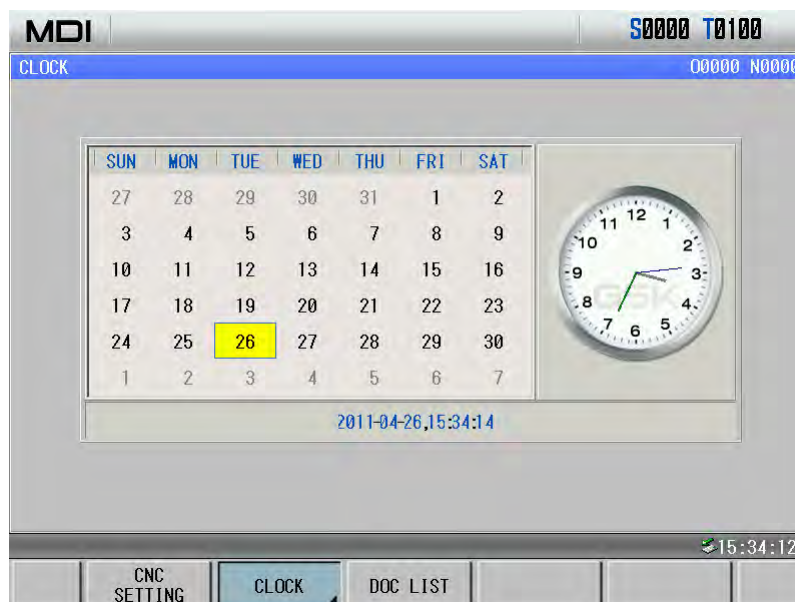 MDI S0000 T0100
CLOCK O0000 N0000
SUN MON TUE WED THU FRI SAT
27 28 29 30 31 1 2
3 4 5 6 7 8 9
10 11 12 13 14 15 16
17 18 19 20 21 22 23
24 25 26 27 28 29 30
1 2 3 4 5 6 7
12 1 2 3 4 5 6 7 8 9 10 11
GSK
2011-04-26,15:34:14
15:34:12
CNC
SETTING
CLOCK
DOC LIST